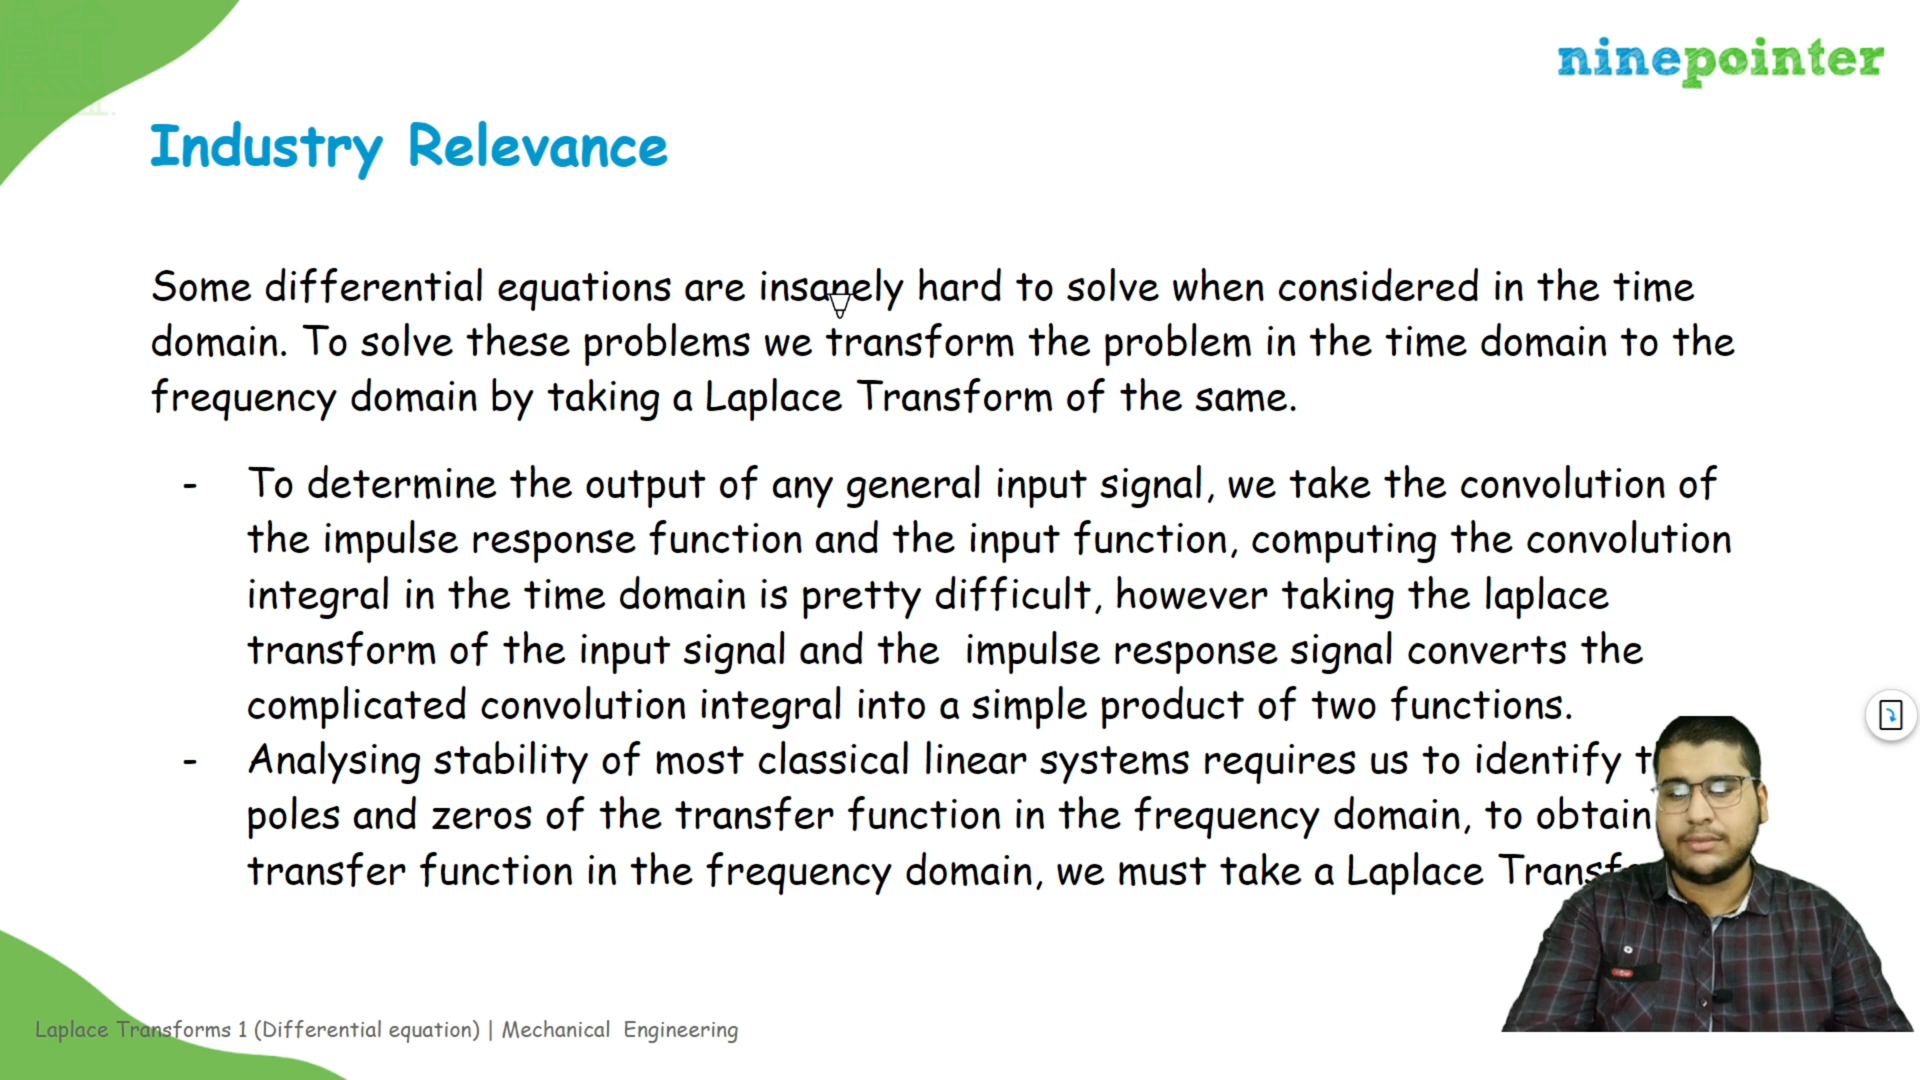 ninepointer
Industry Relevance
Some differential equations are insanely hard to solve when considered in the time
domain. To solve these problems we transform the problem in the time domain to the
frequency domain by taking a Laplace Transform of the same.
- To determine the output of any general input signal, we take the convolution of
the impulse response function and the input function, computing the convolution
integral in the time domain is pretty difficult, however taking the laplace
transform of the input signal and the impulse response signal converts the
complicated convolution integral into a simple product of two functions.
- Analysing stability of most classical linear systems requires us to identify
poles and zeros of the transfer function in the frequency domain, to obtain
transfer function in the frequency domain, we must take a Laplace
Laplace Transforms 1 (Differential equation) | Mechanical Engineering